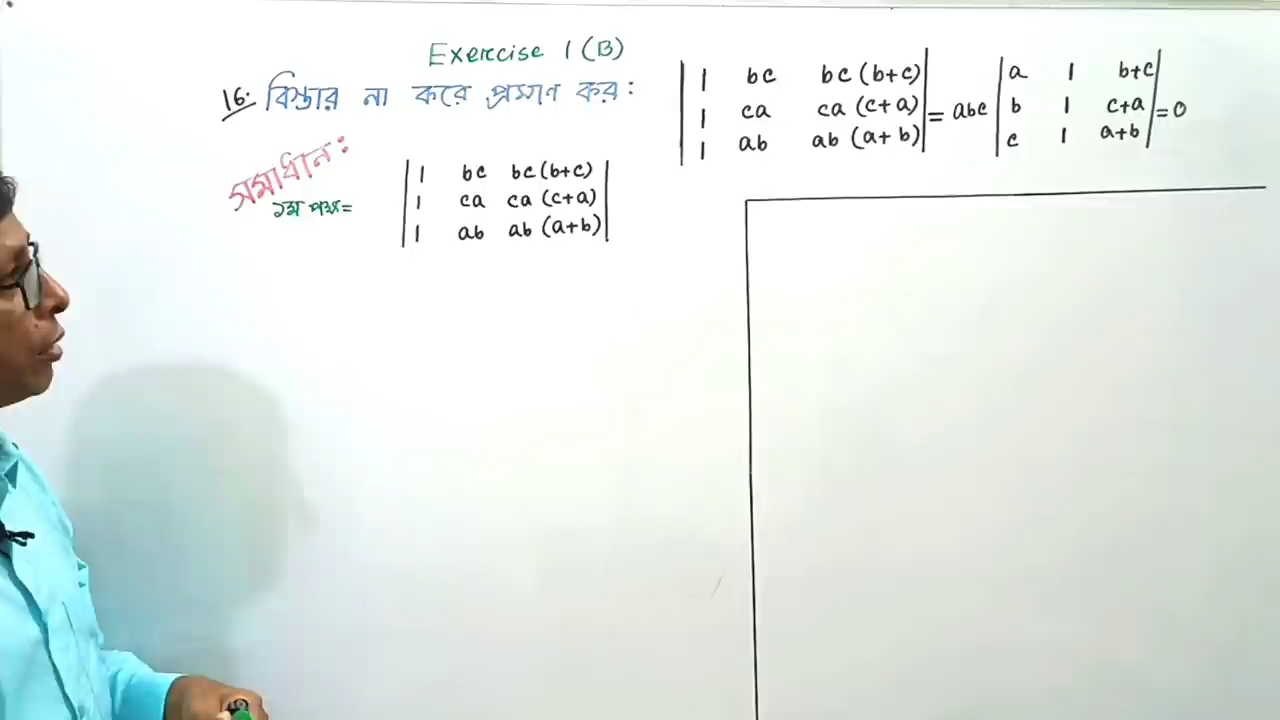 Exercise 1(B)
16. বিস্তার না করে প্রমাণ কর:
| 1 bc bc(b+c) |
| 1 ca ca(c+a) | = abc | a 1 b+c |
| 1 ab ab(a+b) | | b 1 c+a | = 0
| c 1 a+b |
সমাধান:
১ম পক্ষ=
| 1 bc bc(b+c) |
| 1 ca ca(c+a) |
| 1 ab ab(a+b) |